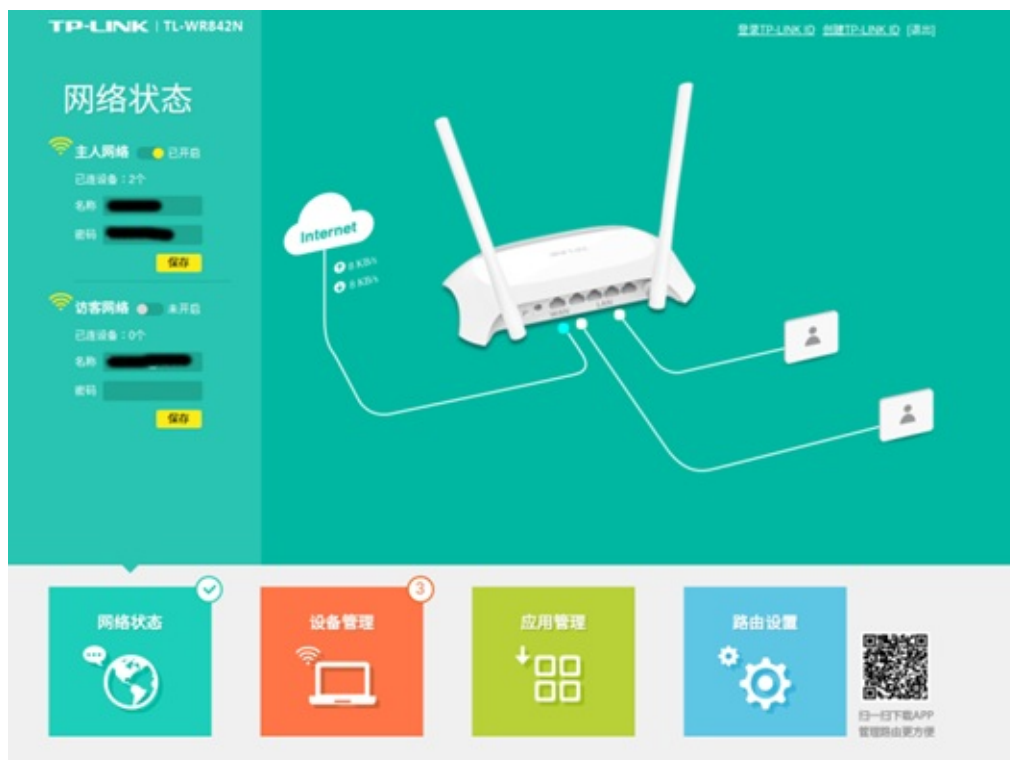 TP-LINK | TL-WR842N
登录TP-LINK ID 创建TP-LINK ID [退出]
网络状态
主人网络 已开启
已连设备：2个
名称
密码
保存
访客网络 未开启
已连设备：0个
名称
密码
保存
Internet
0 KB/s
0 KB/s
WAN
LAN
网络状态
设备管理
3
应用管理
路由设置
扫一扫下载APP
管理路由更方便